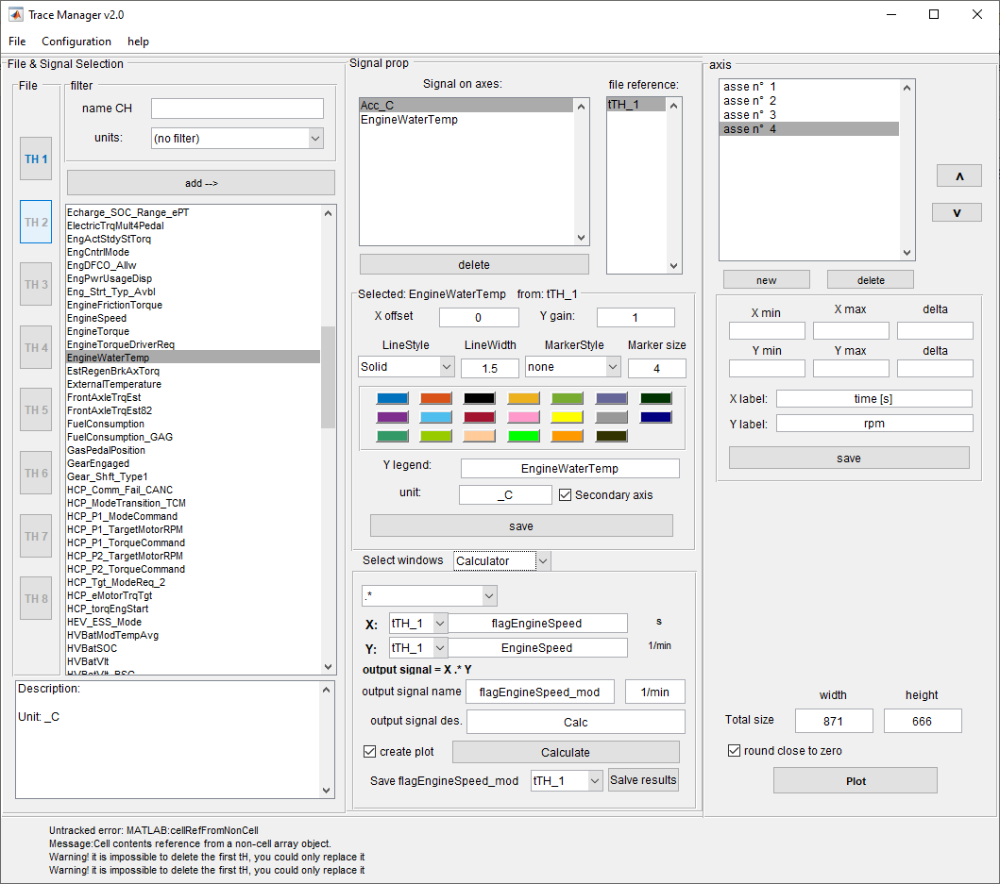 Trace Manager v2.0
File Configuration help
File & Signal Selection
File
TH 1
TH 2
TH 3
TH 4
TH 5
TH 6
TH 7
TH 8
filter
name CH
units: (no filter)
add -->
Echarge_SOC_Range_ePT
ElectricTrqMult4Pedal
EngActStdyStTorq
EngCntrlMode
EngDFCO_Allw
EngPwrUsageDisp
Eng_Strt_Typ_Avbl
EngineFrictionTorque
EngineSpeed
EngineTorque
EngineTorqueDriverReq
EngineWaterTemp
EstRegenBrkAxTorq
ExternalTemperature
FrontAxleTrqEst
FrontAxleTrqEst82
FuelConsumption
FuelConsumption_GAG
GasPedalPosition
GearEngaged
Gear_Shft_Type1
HCP_Comm_Fail_CANC
HCP_ModeTransition_TCM
HCP_P1_ModeCommand
HCP_P1_TargetMotorRPM
HCP_P1_TorqueCommand
HCP_P2_TargetMotorRPM
HCP_P2_TorqueCommand
HCP_Tgt_ModeReq_2
HCP_eMotorTrqTgt
HCP_torqEngStart
HEV_ESS_Mode
HVBatModTempAvg
HVBatSOC
HVBatVlt
HVBatVlt_BSC
Description:
Unit: _C
Signal prop
Signal on axes:
Acc_C
EngineWaterTemp
delete
file reference:
tTH_1
Selected: EngineWaterTemp from: tTH_1
X offset 0 Y gain: 1
LineStyle LineWidth MarkerStyle Marker size
Solid 1.5 none 4
Y legend: EngineWaterTemp
unit: _C Secondary axis
save
Select windows Calculator
.*
X: tTH_1 flagEngineSpeed s
Y: tTH_1 EngineSpeed 1/min
output signal = X .* Y
output signal name flagEngineSpeed_mod 1/min
output signal des. Calc
create plot Calculate
Save flagEngineSpeed_mod tTH_1 Salve results
axis
asse n° 1
asse n° 2
asse n° 3
asse n° 4
ʌ
v
new delete
X min X max delta
Y min Y max delta
X label: time [s]
Y label: rpm
save
width height
Total size 871 666
round close to zero
Plot
Untracked error: MATLAB:cellRefFromNonCell
Message:Cell contents reference from a non-cell array object.
Warning! it is impossible to delete the first tH, you could only replace it
Warning! it is impossible to delete the first tH, you could only replace it